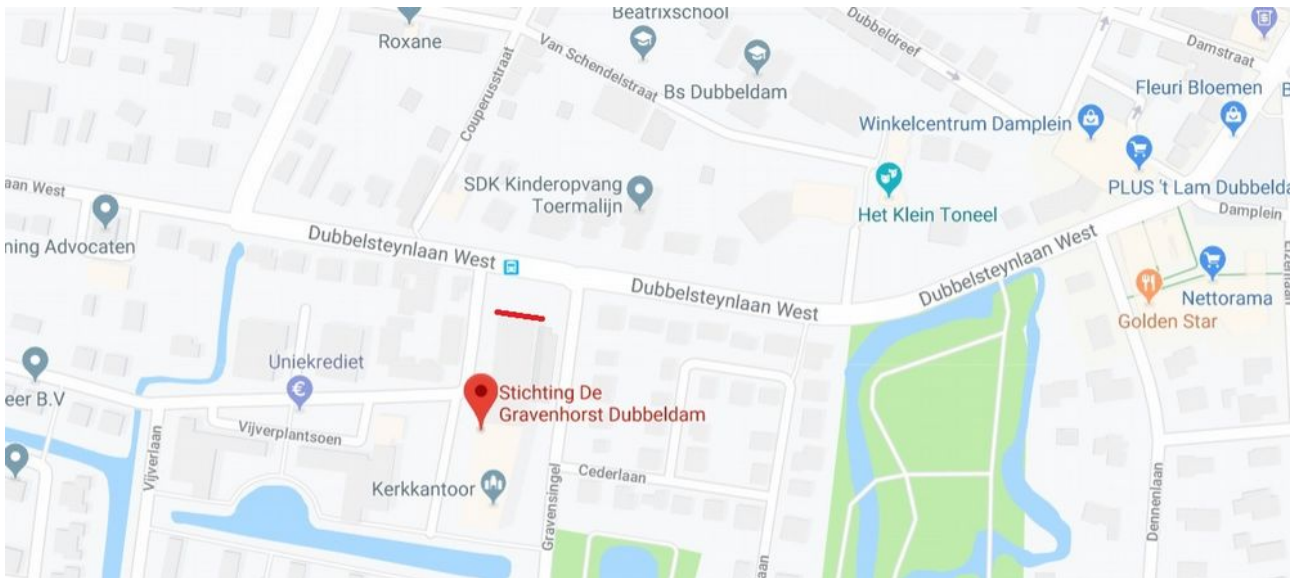 Beatrixschool
Roxane
Couperusstraat
Van Schendelstraat
Bs Dubbeldam
Dubbeldreef
Damstraat
Fleuri Bloemen
Winkelcentrum Damplein
SDK Kinderopvang
Toermalijn
PLUS 't Lam Dubbelda
Het Klein Toneel
Damplein
aan West
ning Advocaten
Dubbelsteynlaan West
Dubbelsteynlaan West
Dubbelsteynlaan West
Nettorama
Golden Star
Uniekrediet
eer B.V
Stichting De
Gravenhorst Dubbeldam
Vijverplantsoen
Vijverlaan
Kerkkantoor
Gravensingel
Cederlaan
laan
Dennenlaan